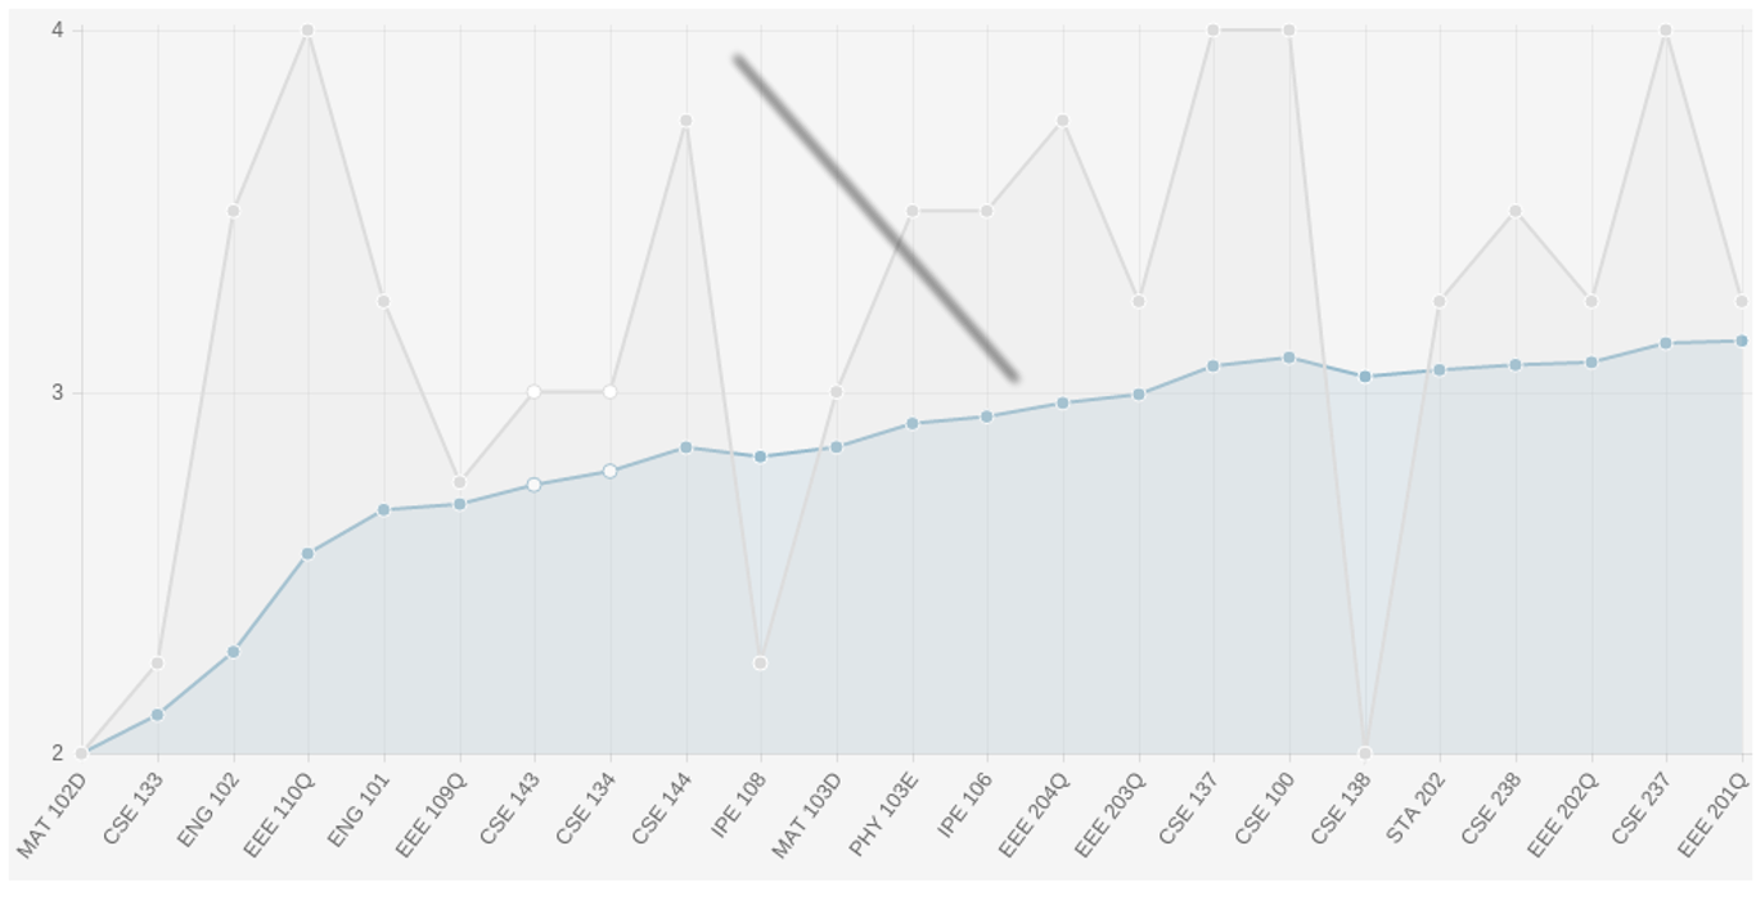 4
3
2
MAT 102D
CSE 133
ENG 102
EEE 110Q
ENG 101
EEE 109Q
CSE 143
CSE 134
CSE 144
IPE 108
MAT 103D
PHY 103E
IPE 106
EEE 204Q
EEE 203Q
CSE 137
CSE 100
CSE 138
STA 202
CSE 238
EEE 202Q
CSE 237
EEE 201Q